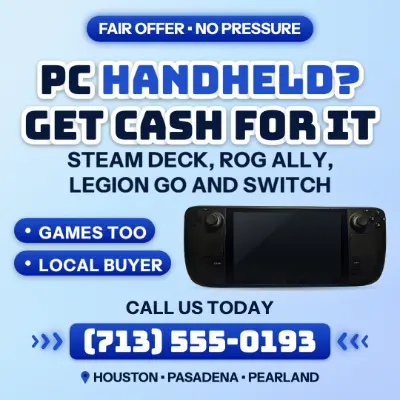 FAIR OFFER • NO PRESSURE
PC HANDHELD?
GET CASH FOR IT
STEAM DECK, ROG ALLY,
LEGION GO AND SWITCH
• GAMES TOO
• LOCAL BUYER
CALL US TODAY
(713) 555-0193
HOUSTON • PASADENA • PEARLAND